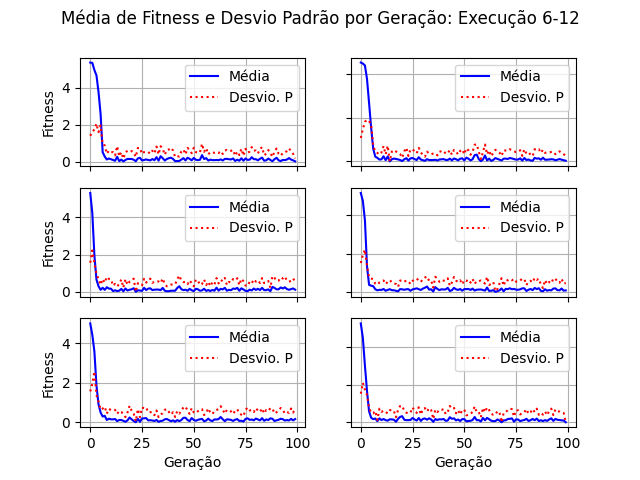 Média de Fitness e Desvio Padrão por Geração: Execução 6-12
Fitness
4
2
0
Média
Desvio. P
Média
Desvio. P
Fitness
4
2
0
Média
Desvio. P
Média
Desvio. P
Fitness
4
2
0
Média
Desvio. P
Média
Desvio. P
0 25 50 75 100
0 25 50 75 100
Geração
Geração